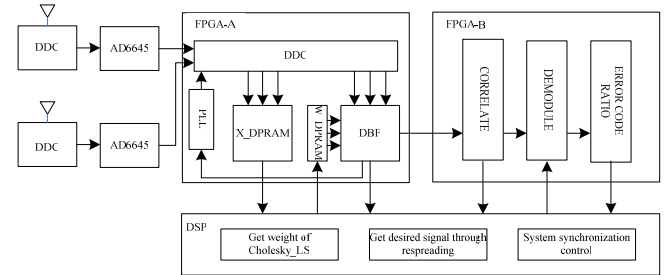 FPGA-A
FPGA-B
DDC
AD6645
DDC
DDC
AD6645
PLL
X_DPRAM
W_DPRAM
DBF
CORRELATE
DEMODULE
ERROR CODE
RATIO
DSP
Get weight of
Cholesky_LS
Get desired signal through
respreading
System synchronization
control